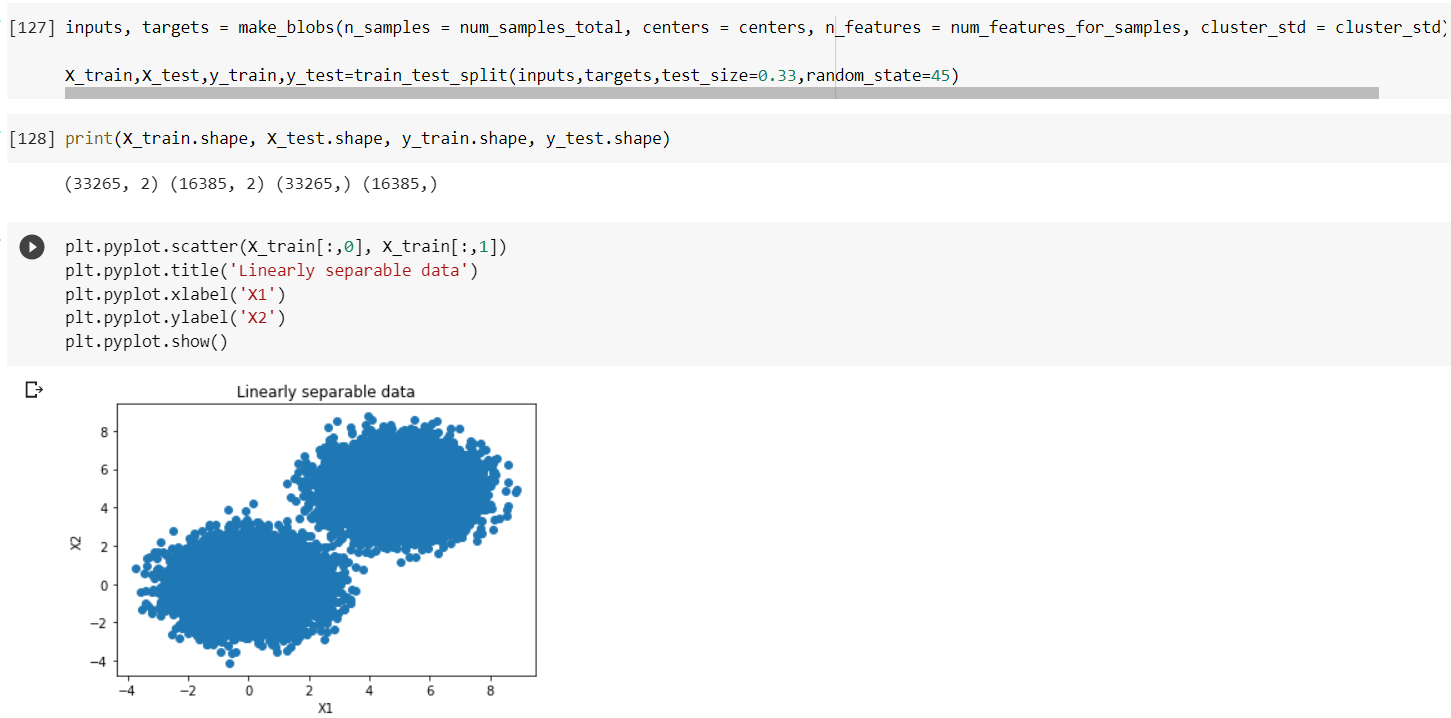 [127] inputs, targets = make_blobs(n_samples = num_samples_total, centers = centers, n_features = num_features_for_samples, cluster_std = cluster_std)
X_train,X_test,y_train,y_test=train_test_split(inputs,targets,test_size=0.33,random_state=45)
[128] print(X_train.shape, X_test.shape, y_train.shape, y_test.shape)
(33265, 2) (16385, 2) (33265,) (16385,)
plt.pyplot.scatter(X_train[:,0], X_train[:,1])
plt.pyplot.title('Linearly separable data')
plt.pyplot.xlabel('X1')
plt.pyplot.ylabel('X2')
plt.pyplot.show()
Linearly separable data
8
6
4
2
0
−2
−4
X2
−4 −2 0 2 4 6 8
X1